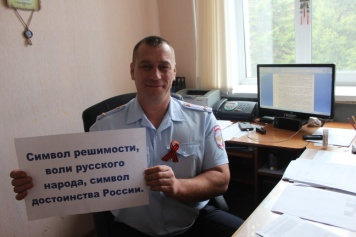 Символ решимости,
воли русского
народа, символ
достоинства России.